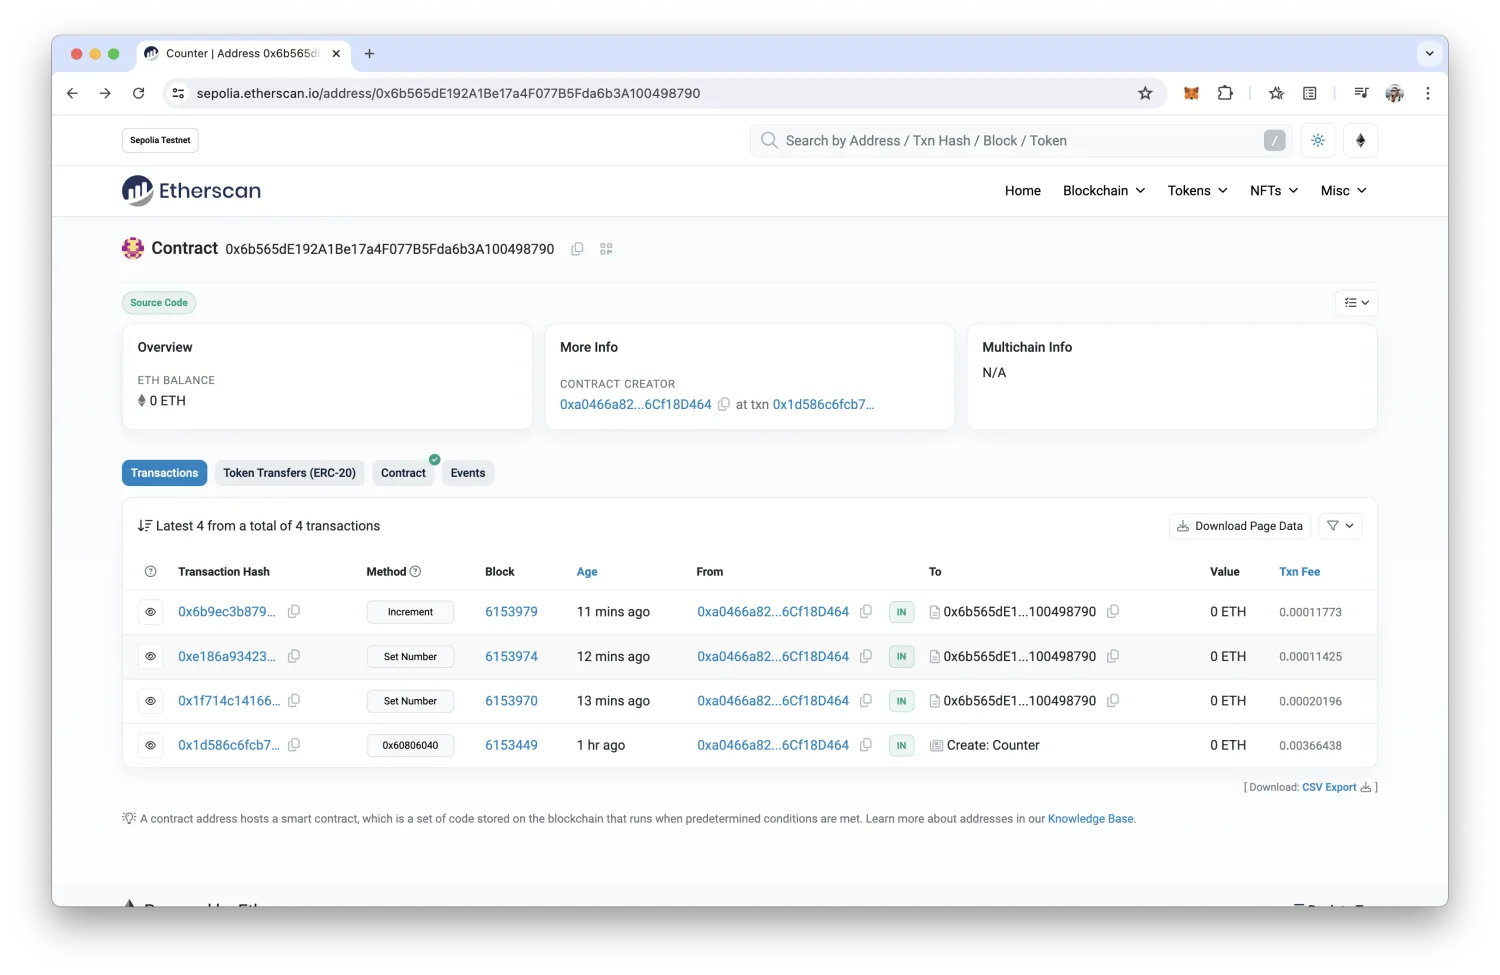 Counter | Address 0x6b565d
sepolia.etherscan.io/address/0x6b565dE192A1Be17a4F077B5Fda6b3A100498790
Sepolia Testnet
Search by Address / Txn Hash / Block / Token /
Etherscan
Home Blockchain Tokens NFTs Misc
Contract 0x6b565dE192A1Be17a4F077B5Fda6b3A100498790
Source Code
Overview
ETH BALANCE
0 ETH
More Info
CONTRACT CREATOR
0xa0466a82...6Cf18D464 at txn 0x1d586c6fcb7...
Multichain Info
N/A
Transactions Token Transfers (ERC-20) Contract Events
Latest 4 from a total of 4 transactions Download Page Data
Transaction Hash Method Block Age From To Value Txn Fee
0x6b9ec3b879... Increment 6153979 11 mins ago 0xa0466a82...6Cf18D464 IN 0x6b565dE1...100498790 0 ETH 0.00011773
0xe186a93423... Set Number 6153974 12 mins ago 0xa0466a82...6Cf18D464 IN 0x6b565dE1...100498790 0 ETH 0.00011425
0x1f714c14166... Set Number 6153970 13 mins ago 0xa0466a82...6Cf18D464 IN 0x6b565dE1...100498790 0 ETH 0.00020196
0x1d586c6fcb7... 0x60806040 6153449 1 hr ago 0xa0466a82...6Cf18D464 IN Create: Counter 0 ETH 0.00366438
[ Download: CSV Export ]
A contract address hosts a smart contract, which is a set of code stored on the blockchain that runs when predetermined conditions are met. Learn more about addresses in our Knowledge Base.